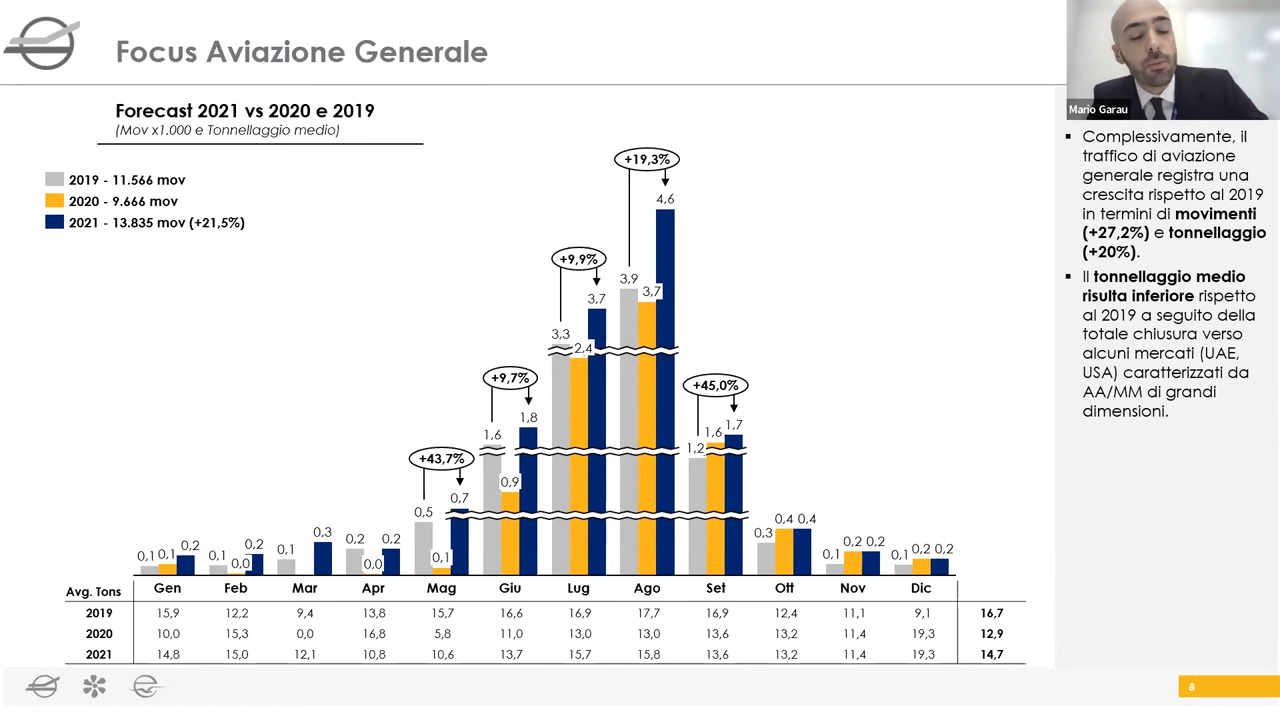 Focus Aviazione Generale
Mario Garau
Forecast 2021 vs 2020 e 2019
(Mov x1.000 e Tonnellaggio medio)
2019 - 11.566 mov
2020 - 9.666 mov
2021 - 13.835 mov (+21,5%)
+43,7%
+9,7%
+9,9%
+19,3%
+45,0%
0,1 0,1 0,2
0,1 0,0 0,2
0,1 0,3
0,2 0,0 0,2
0,5 0,1 0,7
1,6 0,9 1,8
3,3 2,4 3,7
3,9 3,7 4,6
1,2 1,6 1,7
0,3 0,4 0,4
0,1 0,2 0,2
0,1 0,2 0,2
Avg. Tons Gen Feb Mar Apr Mag Giu Lug Ago Set Ott Nov Dic
2019 15,9 12,2 9,4 13,8 15,7 16,6 16,9 17,7 16,9 12,4 11,1 9,1 16,7
2020 10,0 15,3 0,0 16,8 5,8 11,0 13,0 13,0 13,6 13,2 11,4 19,3 12,9
2021 14,8 15,0 12,1 10,8 10,6 13,7 15,7 15,8 13,6 13,2 11,4 19,3 14,7
Complessivamente, il
traffico di aviazione
generale registra una
crescita rispetto al 2019
in termini di movimenti
(+27,2%) e tonnellaggio
(+20%).
Il tonnellaggio medio
risulta inferiore rispetto
al 2019 a seguito della
totale chiusura verso
alcuni mercati (UAE,
USA) caratterizzati da
AA/MM di grandi
dimensioni.
8